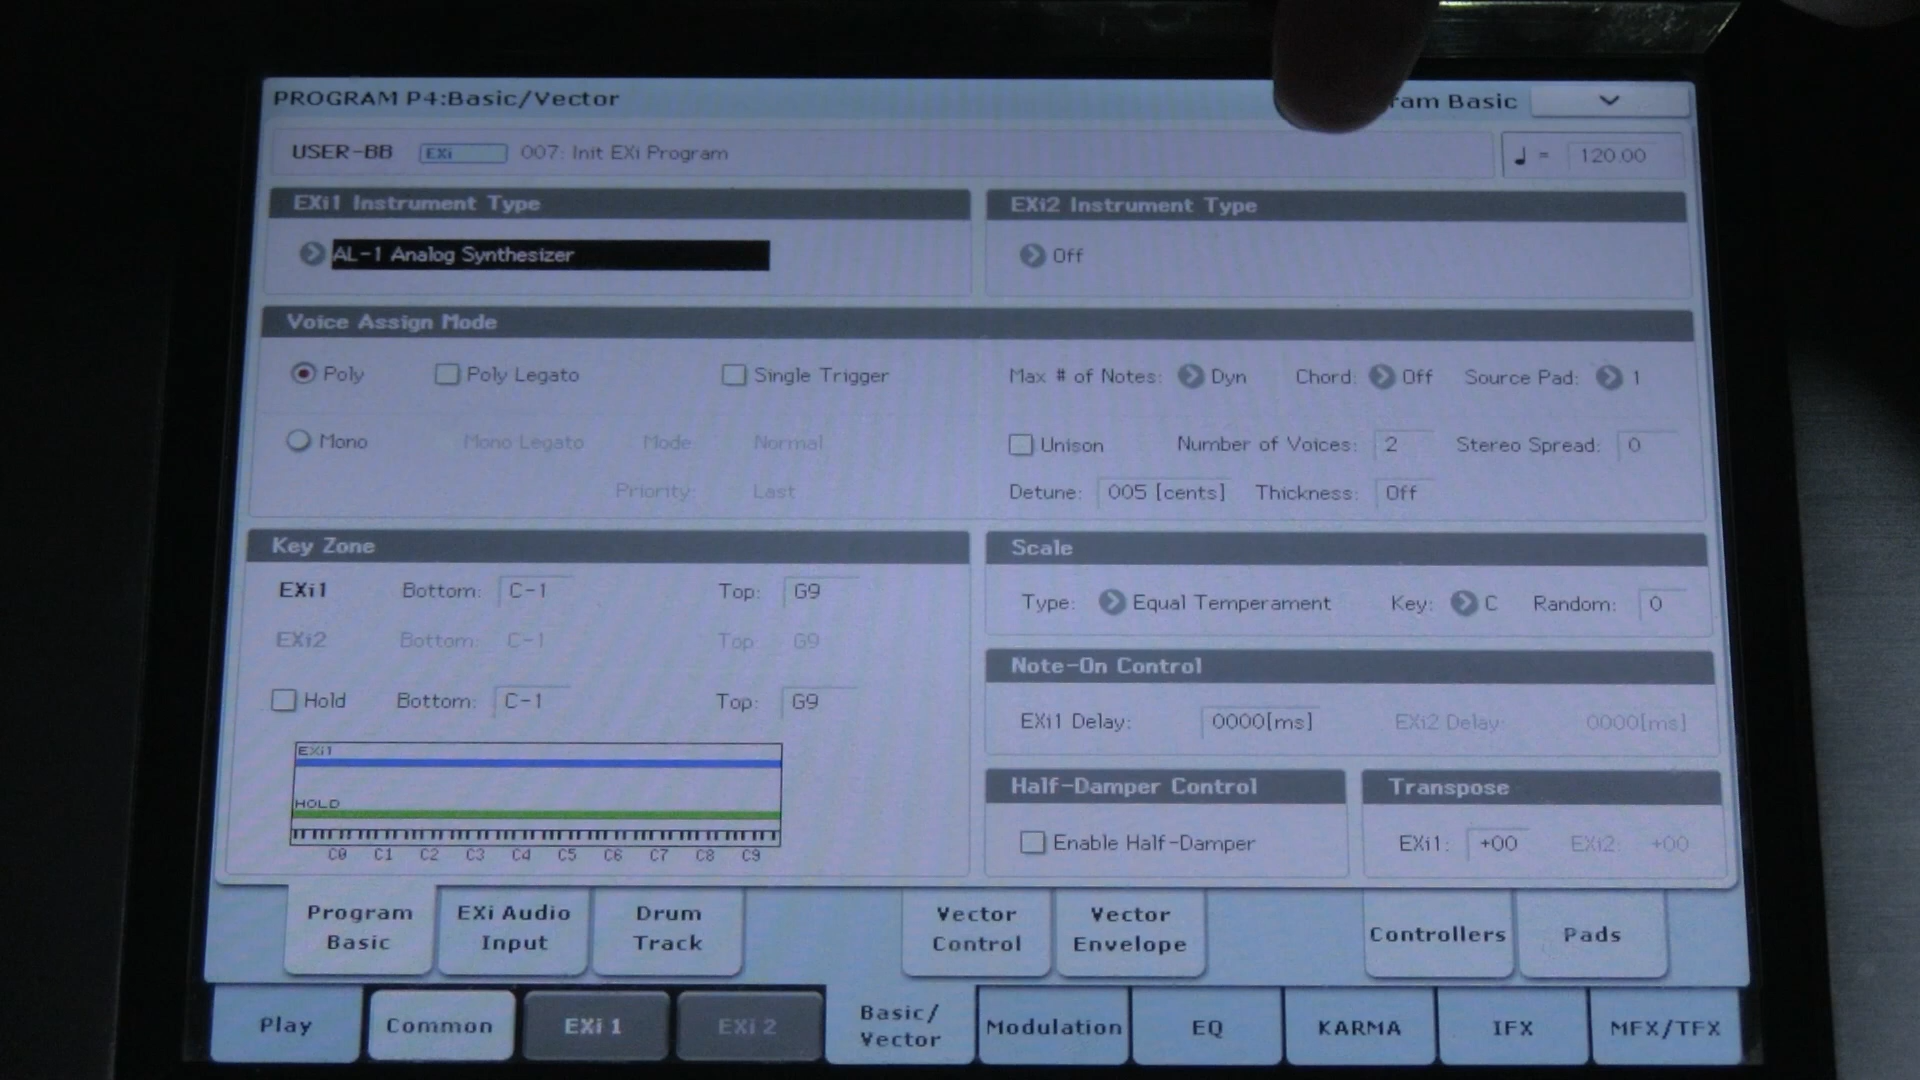 PROGRAM P4:Basic/Vector
Basic
USER-BB EXi 007: Init EXi Program ♩ = 120.00
EXi1 Instrument Type
EXi2 Instrument Type
AL-1 Analog Synthesizer
Off
Voice Assign Mode
Poly Poly Legato Single Trigger Max # of Notes: Dyn Chord: Off Source Pad: 1
Mono Mono Legato Mode Normal Unison Number of Voices: 2 Stereo Spread: 0
Priority: Last Detune: 005 [cents] Thickness: Off
Key Zone
EXi1 Bottom: C-1 Top: G9
EXi2 Bottom: C-1 Top G9
Hold Bottom: C-1 Top: G9
EXi1
HOLD
C0 C1 C2 C3 C4 C5 C6 C7 C8 C9
Scale
Type: Equal Temperament Key: C Random: 0
Note-On Control
EXi1 Delay: 0000[ms] EXi2 Delay: 0000[ms]
Half-Damper Control
Enable Half-Damper
Transpose
EXi1: +00 EXi2: +00
Program Basic
EXi Audio Input
Drum Track
Vector Control
Vector Envelope
Controllers
Pads
Play
Common
EXi 1
EXi 2
Basic/
Vector
Modulation
EQ
KARMA
IFX
MFX/TFX